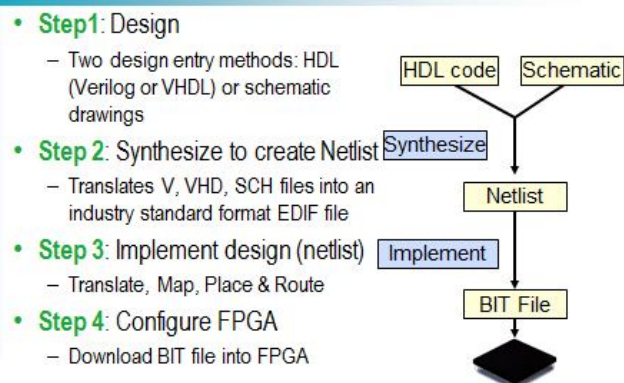 • Step1: Design
– Two design entry methods: HDL
(Verilog or VHDL) or schematic
drawings
• Step 2: Synthesize to create Netlist
– Translates V, VHD, SCH files into an
industry standard format EDIF file
• Step 3: Implement design (netlist)
– Translate, Map, Place & Route
• Step 4: Configure FPGA
– Download BIT file into FPGA
HDL code
Schematic
Synthesize
Netlist
Implement
BIT File